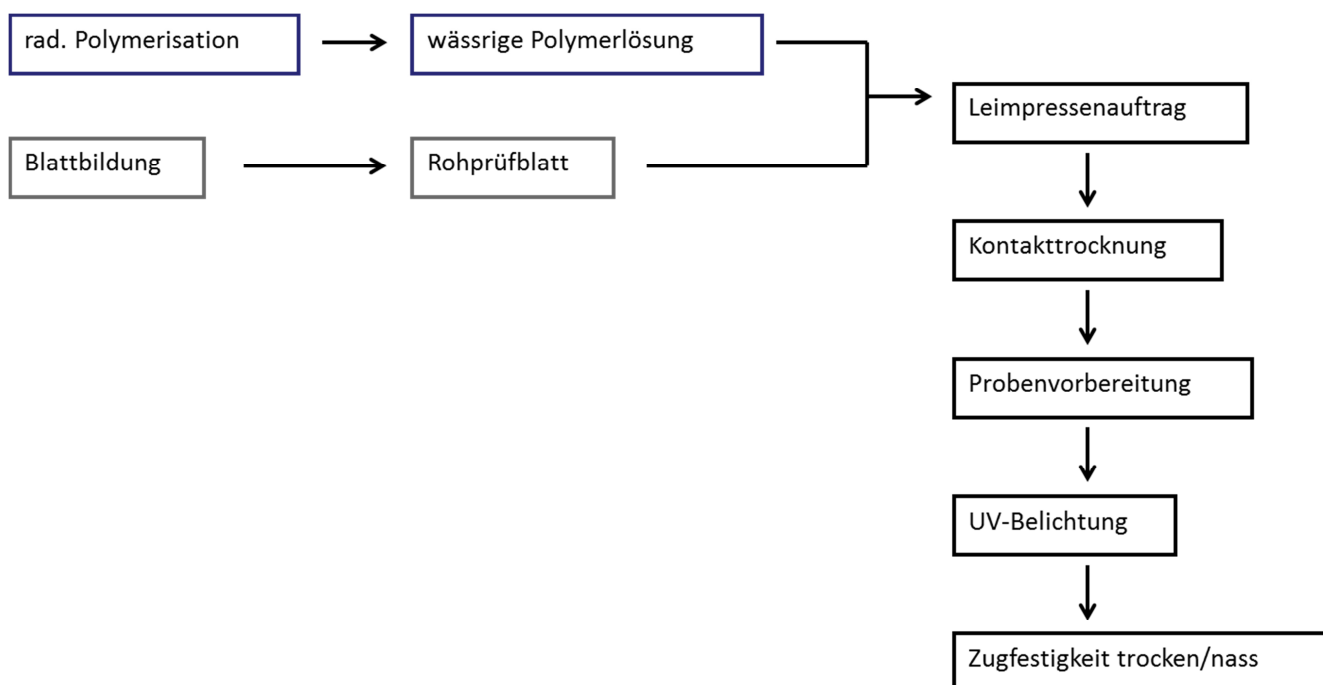 rad. Polymerisation
wässrige Polymerlösung
Leimpressenauftrag
Blattbildung
Rohprüfblatt
Kontakttrocknung
Probenvorbereitung
UV-Belichtung
Zugfestigkeit trocken/nass